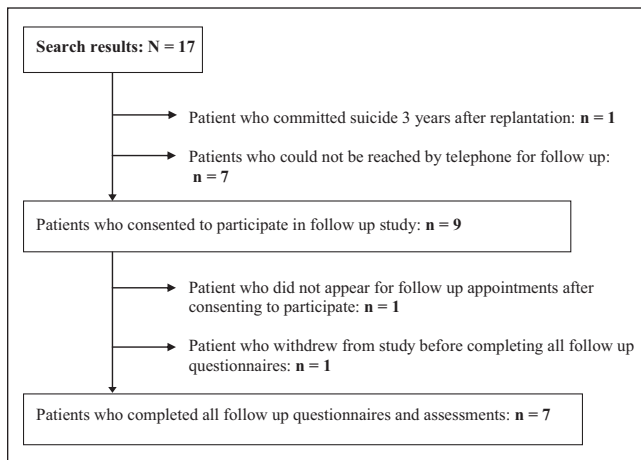 Search results: N = 17
Patient who committed suicide 3 years after replantation: n = 1
Patients who could not be reached by telephone for follow up:
n = 7
Patients who consented to participate in follow up study: n = 9
Patient who did not appear for follow up appointments after
consenting to participate: n = 1
Patient who withdrew from study before completing all follow up
questionnaires: n = 1
Patients who completed all follow up questionnaires and assessments: n = 7